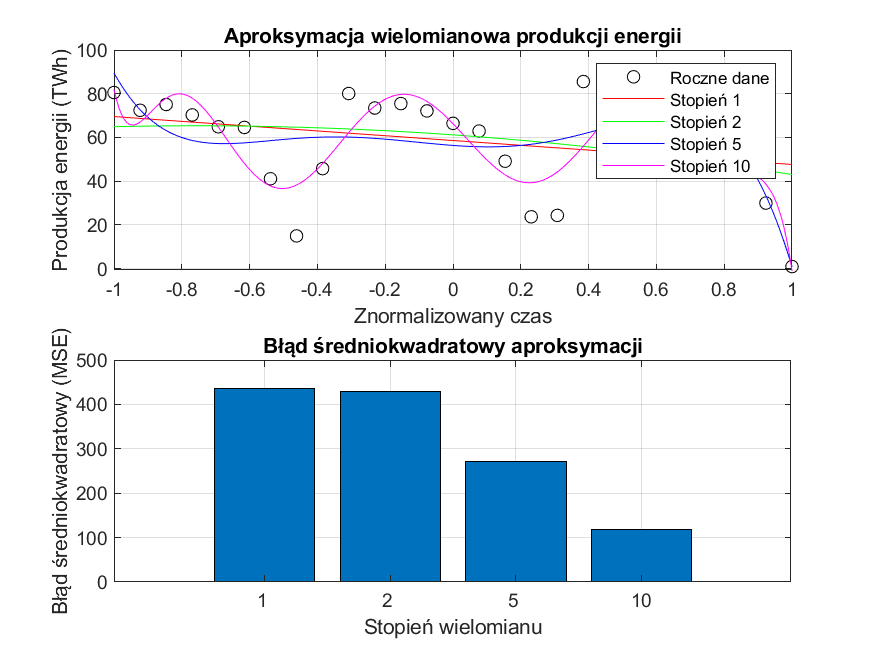 Aproksymacja wielomianowa produkcji energii
Produkcja energii (TWh)
100
80
60
40
20
0
-1 -0.8 -0.6 -0.4 -0.2 0 0.2 0.4 0.6 0.8 1
Znormalizowany czas
Roczne dane
Stopień 1
Stopień 2
Stopień 5
Stopień 10
Błąd średniokwadratowy aproksymacji
Błąd średniokwadratowy (MSE)
500
400
300
200
100
0
1 2 5 10
Stopień wielomianu